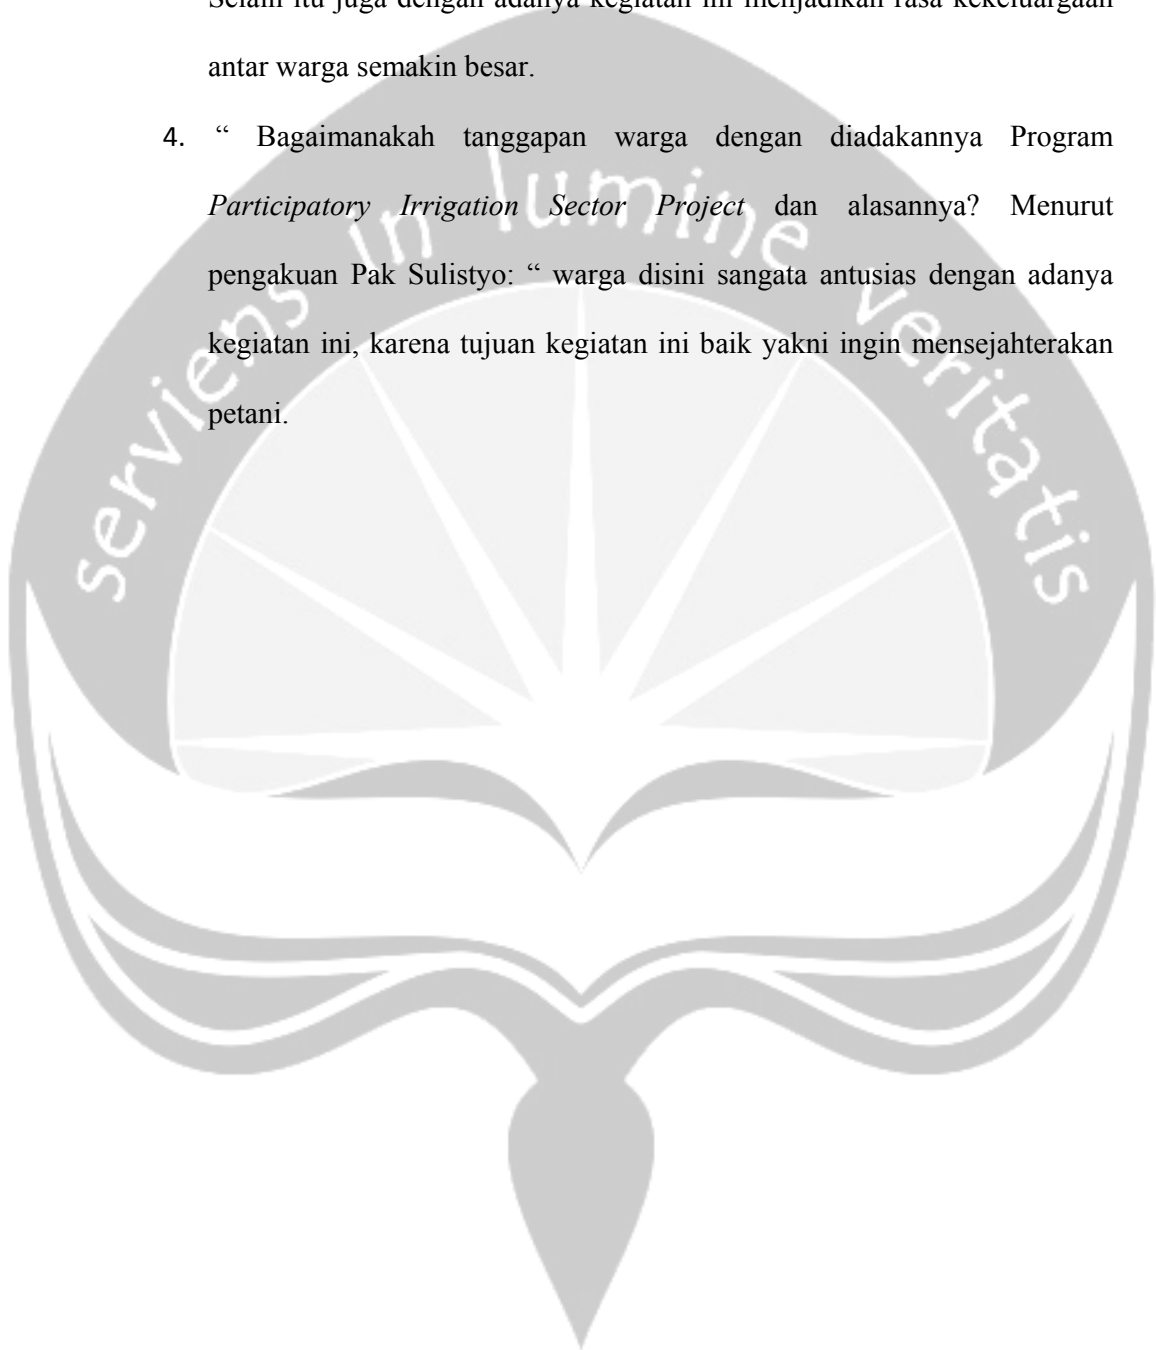 Selain itu juga dengan adanya kegiatan ini menjadikan rasa kekeluargaan
antar warga semakin besar.
4. “ Bagaimanakah tanggapan warga dengan diadakannya Program
Participatory Irrigation Sector Project dan alasannya? Menurut
pengakuan Pak Sulistyo: “ warga disini sangata antusias dengan adanya
kegiatan ini, karena tujuan kegiatan ini baik yakni ingin mensejahterakan
petani.
serviens in lumine veritatis